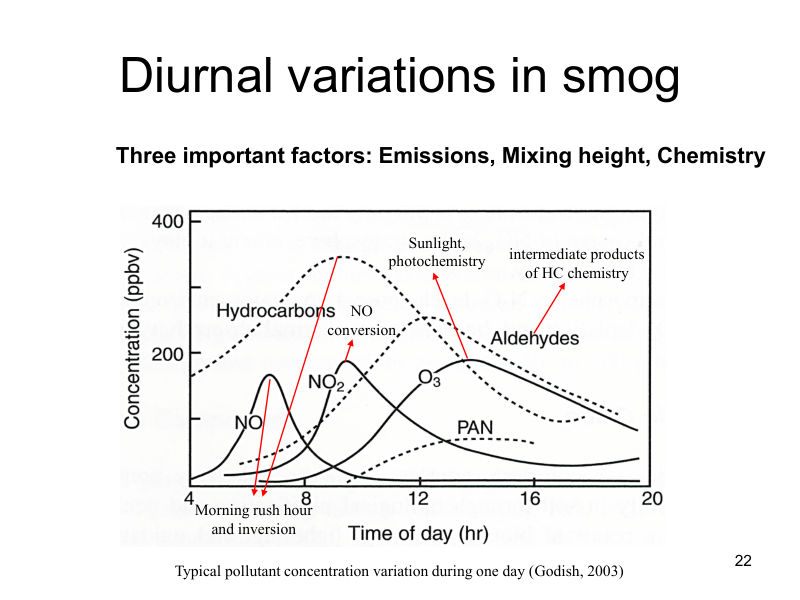 Diurnal variations in smog
Three important factors: Emissions, Mixing height, Chemistry
400
200
Concentration (ppbv)
Sunlight,
photochemistry
intermediate products
of HC chemistry
Hydrocarbons
NO
conversion
Aldehydes
NO2
O3
NO
PAN
4
8
12
16
20
Morning rush hour
and inversion
Time of day (hr)
Typical pollutant concentration variation during one day (Godish, 2003)
22